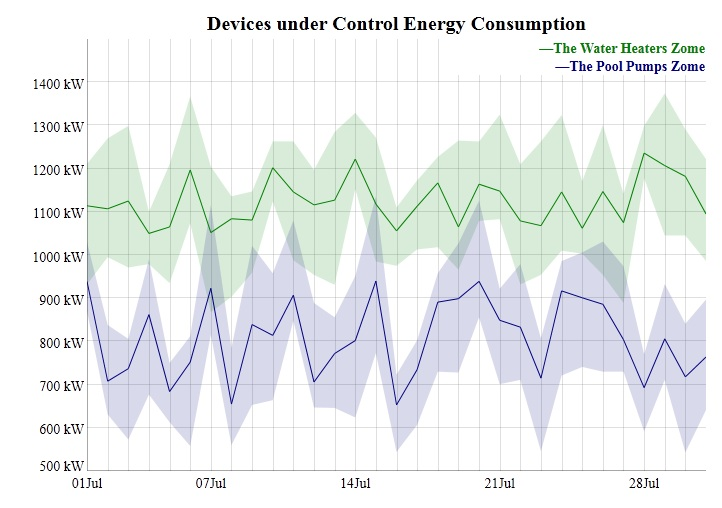 Devices under Control Energy Consumption
—The Water Heaters Zome
—The Pool Pumps Zome
1400 kW
1300 kW
1200 kW
1100 kW
1000 kW
900 kW
800 kW
700 kW
600 kW
500 kW
01Jul 07Jul 14Jul 21Jul 28Jul